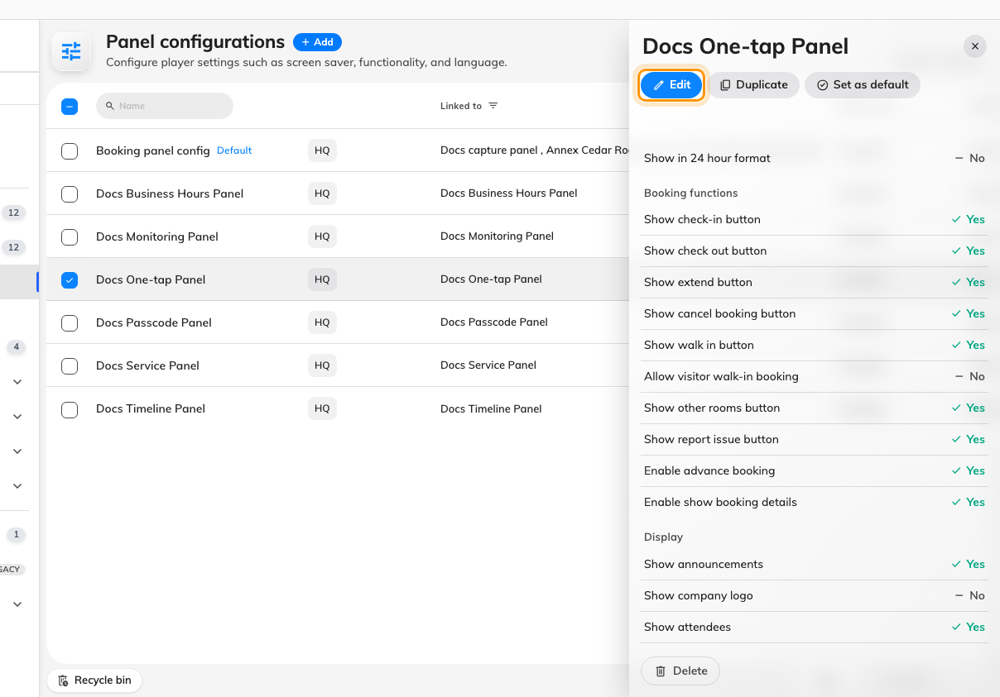 Panel configurations
+ Add
Configure player settings such as screen saver, functionality, and language.
Name
Linked to
Booking panel config Default HQ Docs capture panel , Annex Cedar Ro
Docs Business Hours Panel HQ Docs Business Hours Panel
Docs Monitoring Panel HQ Docs Monitoring Panel
Docs One-tap Panel HQ Docs One-tap Panel
Docs Passcode Panel HQ Docs Passcode Panel
Docs Service Panel HQ Docs Service Panel
Docs Timeline Panel HQ Docs Timeline Panel
Recycle bin
12
12
4
1
GACY
Docs One-tap Panel
Edit Duplicate Set as default
Show in 24 hour format No
Booking functions
Show check-in button Yes
Show check out button Yes
Show extend button Yes
Show cancel booking button Yes
Show walk in button Yes
Allow visitor walk-in booking No
Show other rooms button Yes
Show report issue button Yes
Enable advance booking Yes
Enable show booking details Yes
Display
Show announcements Yes
Show company logo No
Show attendees Yes
Delete